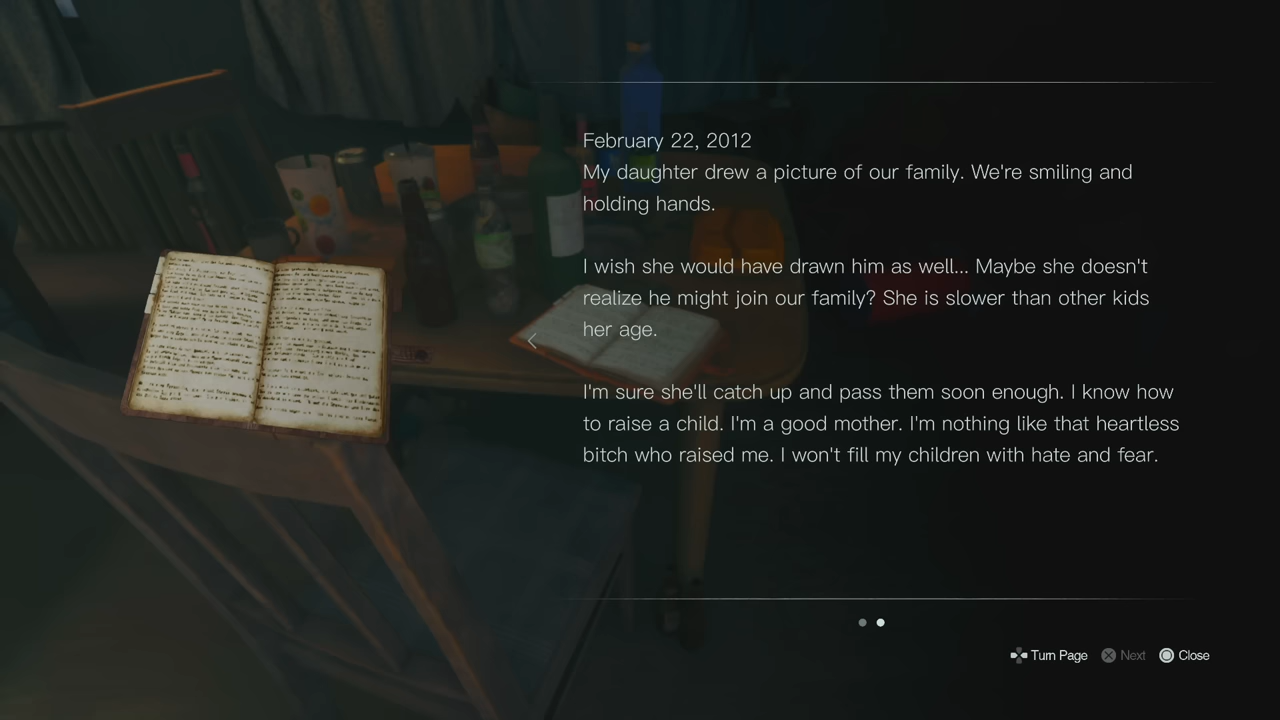 February 22, 2012
My daughter drew a picture of our family. We're smiling and
holding hands.
I wish she would have drawn him as well... Maybe she doesn't
realize he might join our family? She is slower than other kids
her age.
I'm sure she'll catch up and pass them soon enough. I know how
to raise a child. I'm a good mother. I'm nothing like that heartless
bitch who raised me. I won't fill my children with hate and fear.
Turn Page Next Close